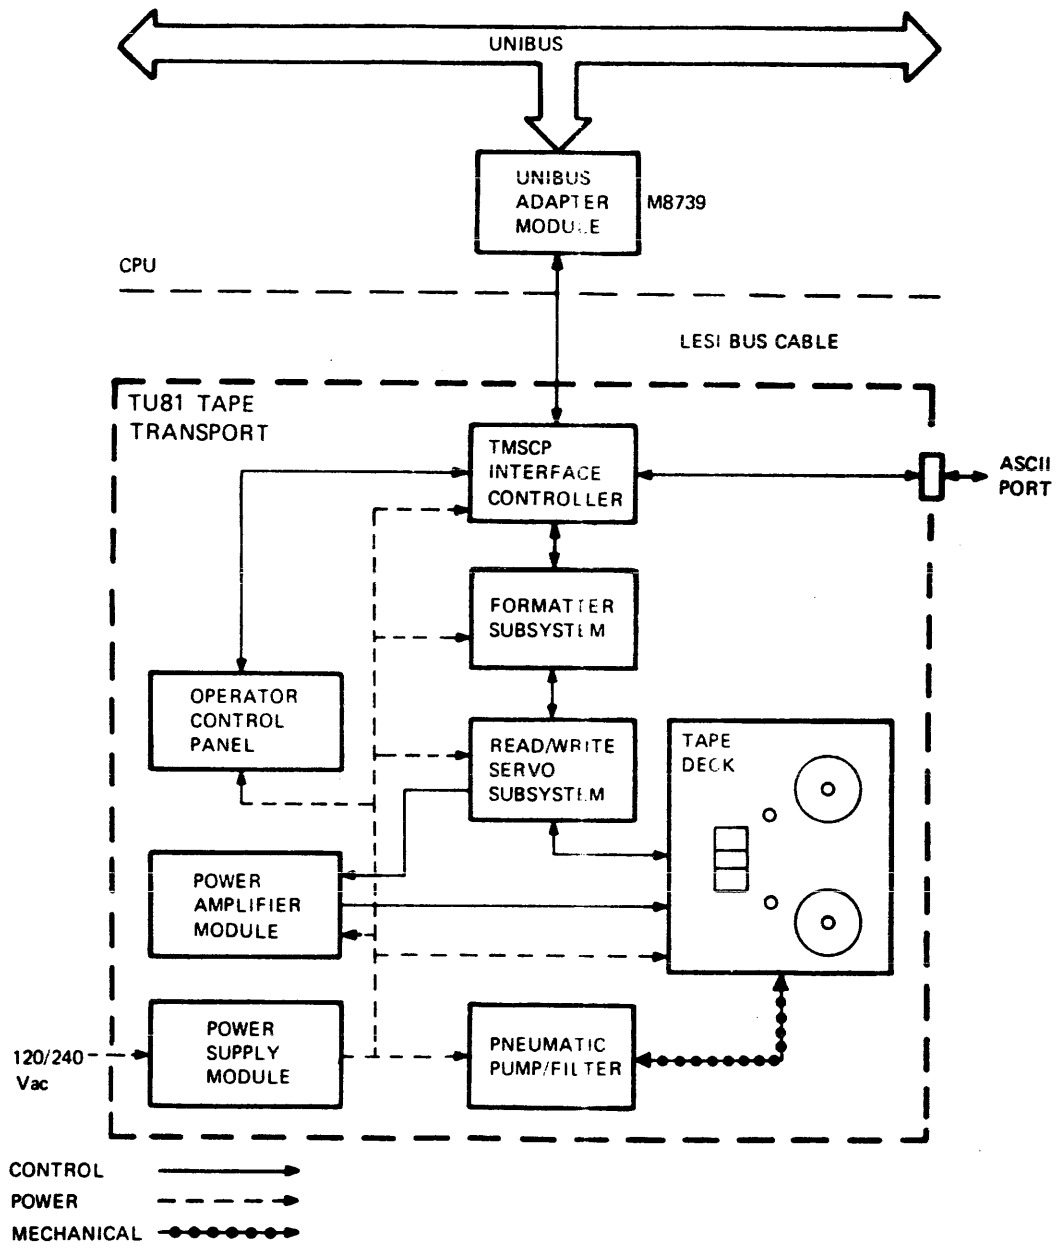 UNIBUS
UNIBUS
ADAPTER
MODULE
M8739
CPU
LESI BUS CABLE
TU81 TAPE
TRANSPORT
TMSCP
INTERFACE
CONTROLLER
ASCII
PORT
FORMATTER
SUBSYSTEM
OPERATOR
CONTROL
PANEL
READ/WRITE
SERVO
SUBSYSTEM
TAPE
DECK
POWER
AMPLIFIER
MODULE
120/240
Vac
POWER
SUPPLY
MODULE
PNEUMATIC
PUMP/FILTER
CONTROL
POWER
MECHANICAL